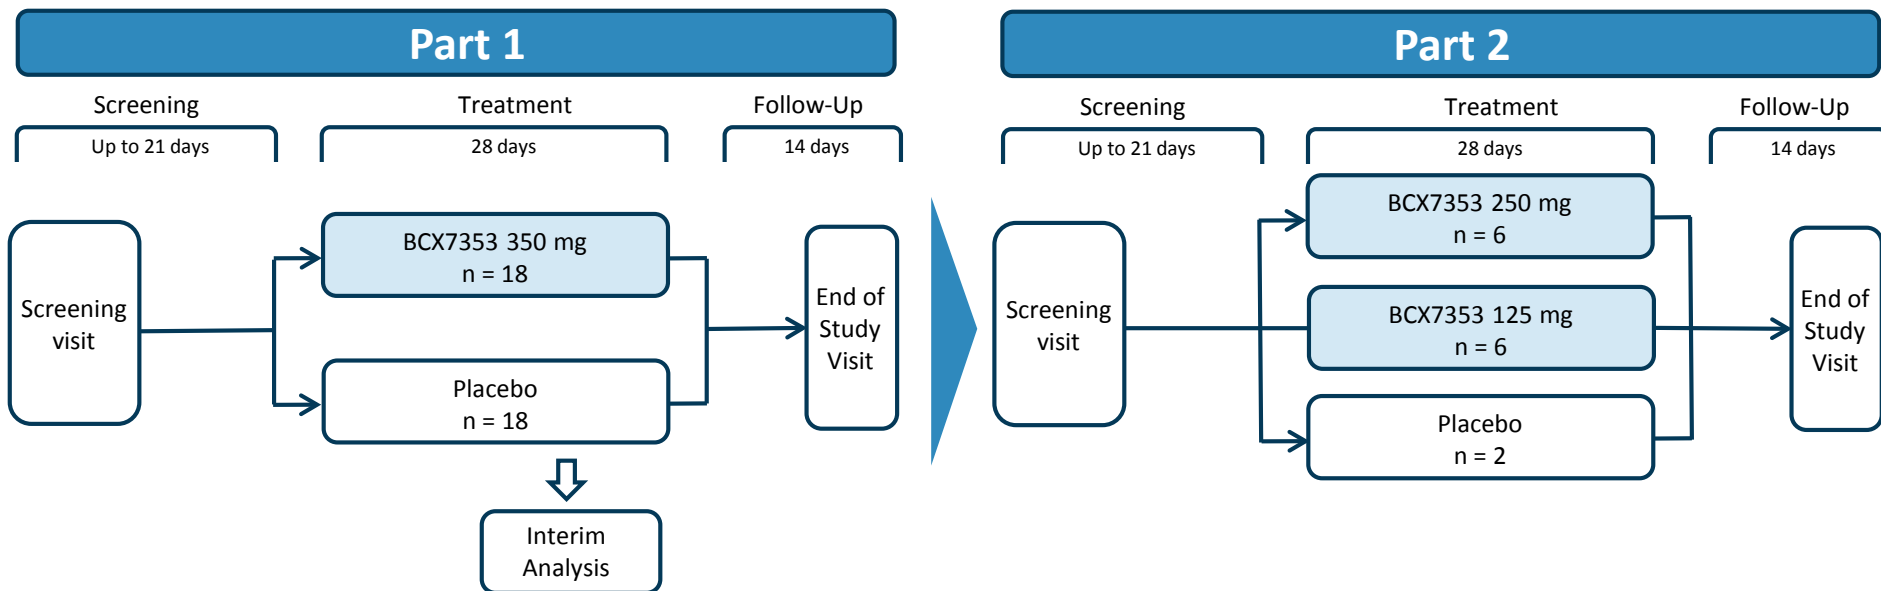 Part 1
Screening
Treatment
Follow-Up
Up to 21 days
28 days
14 days
Screening
visit
BCX7353 350 mg
n = 18
Placebo
n = 18
End of
Study
Visit
Interim
Analysis
Part 2
Screening
Treatment
Follow-Up
Up to 21 days
28 days
14 days
Screening
visit
BCX7353 250 mg
n = 6
BCX7353 125 mg
n = 6
Placebo
n = 2
End of
Study
Visit